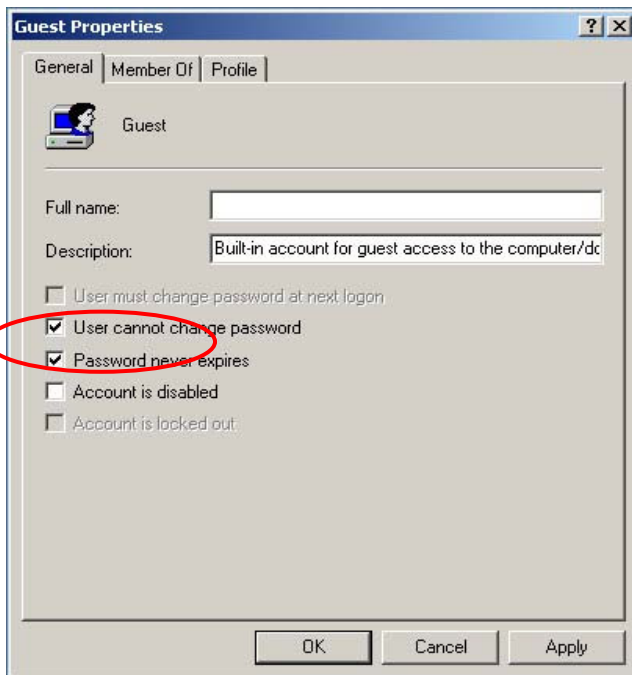 Guest Properties
General Member Of Profile
Guest
Full name:
Description: Built-in account for guest access to the computer/dc
User must change password at next logon
User cannot change password
Password never expires
Account is disabled
Account is locked out
OK Cancel Apply